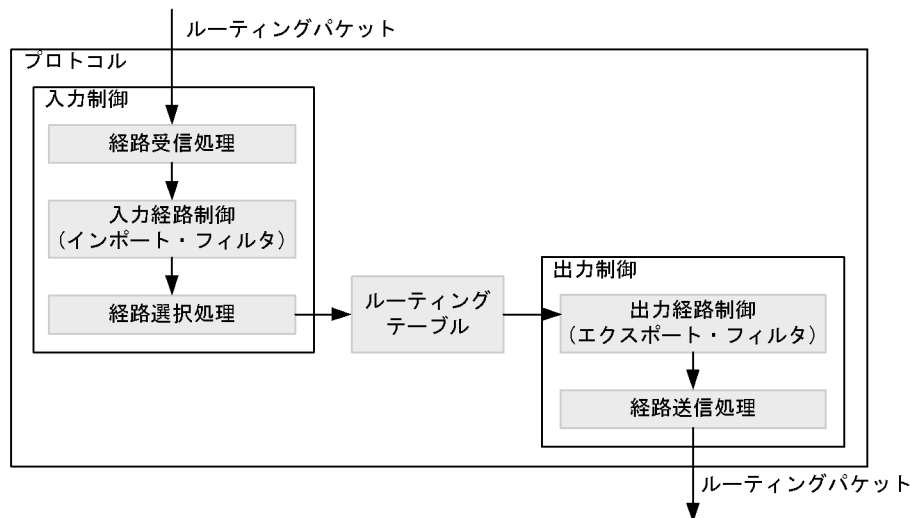 ルーティングパケット
プロトコル
入力制御
経路受信処理
入力経路制御
（インポート・フィルタ）
経路選択処理
ルーティング
テーブル
出力制御
出力経路制御
（エクスポート・フィルタ）
経路送信処理
ルーティングパケット